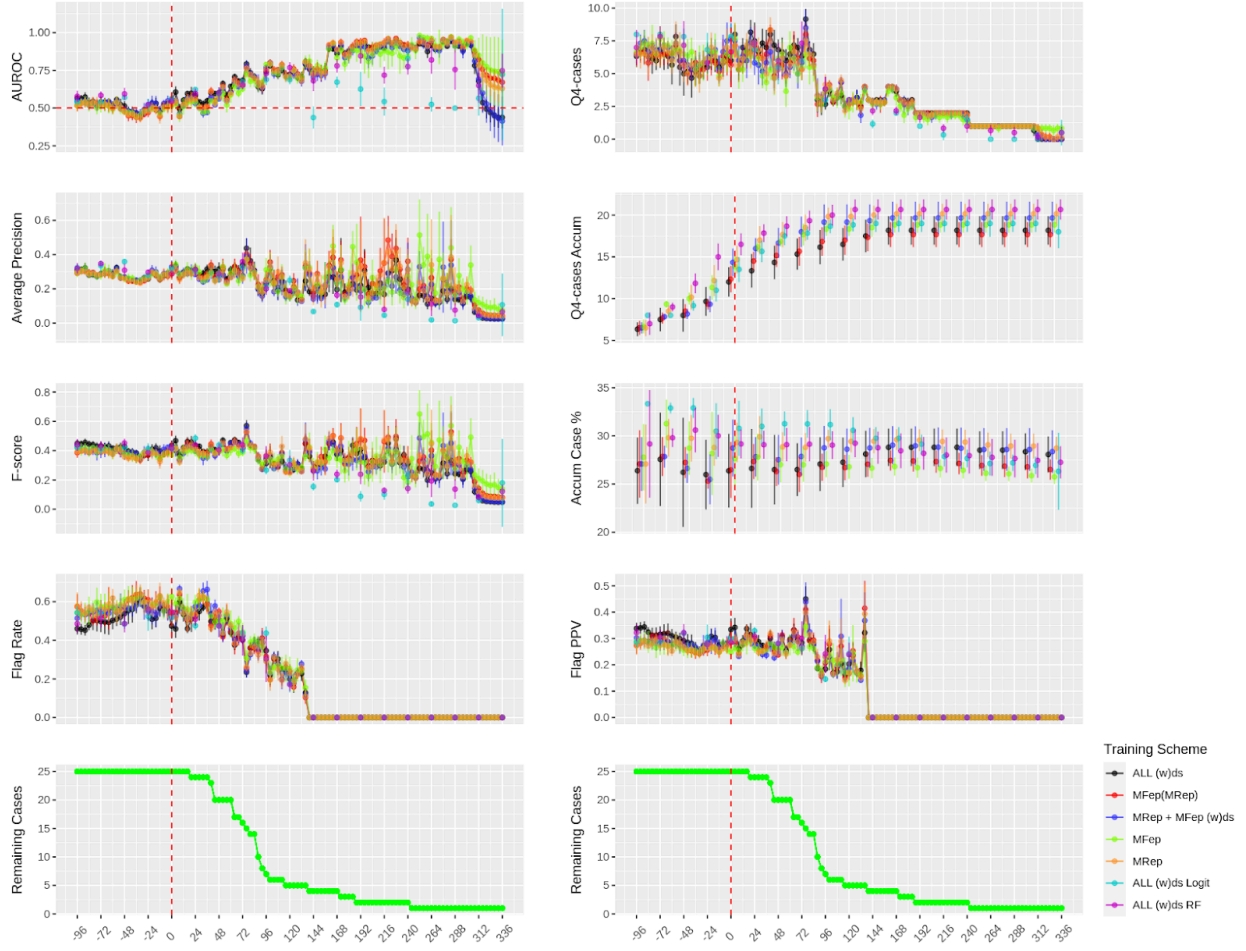 AUROC
1.00
0.75
0.50
0.25
Q4-cases
10.0
7.5
5.0
2.5
0.0
Average Precision
0.6
0.4
0.2
0.0
Q4-cases Accum
20
15
10
5
F-score
0.8
0.6
0.4
0.2
0.0
Accum Case %
35
30
25
20
Flag Rate
0.6
0.4
0.2
0.0
Flag PPV
0.5
0.4
0.3
0.2
0.1
0.0
Remaining Cases
25
20
15
10
5
0
-96 -72 -48 -24 0 24 48 72 96 120 144 168 192 216 240 264 288 312 336
Remaining Cases
25
20
15
10
5
0
-96 -72 -48 -24 0 24 48 72 96 120 144 168 192 216 240 264 288 312 336
Training Scheme
ALL (w)ds
MFep(MRep)
MRep + MFep (w)ds
MFep
MRep
ALL (w)ds Logit
ALL (w)ds RF